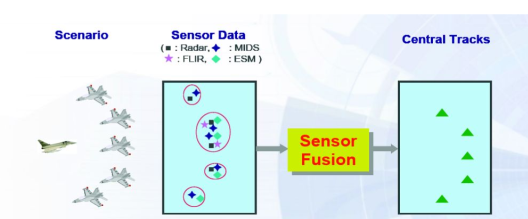 Scenario
Sensor Data
( ■ : Radar, ✦ : MIDS
★ : FLIR, ◆ : ESM )
Central Tracks
Sensor
Fusion